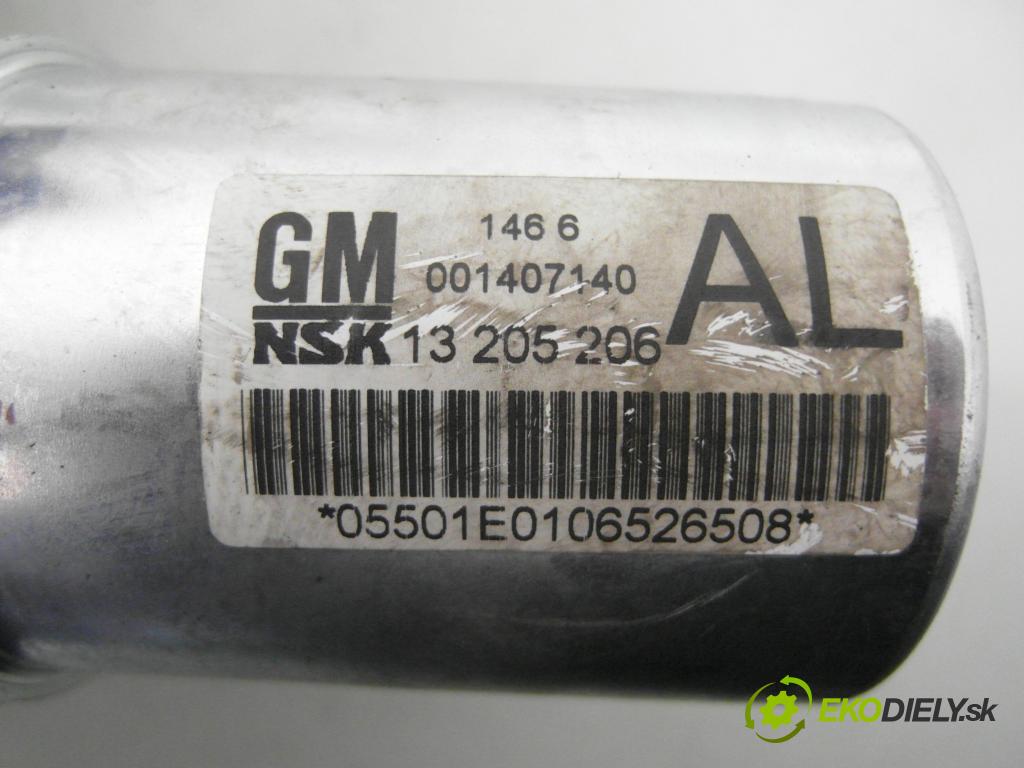 GM
146 6
001407140
AL
NSK 13 205 206
*05501E0106526508*
EKODIELY.sk